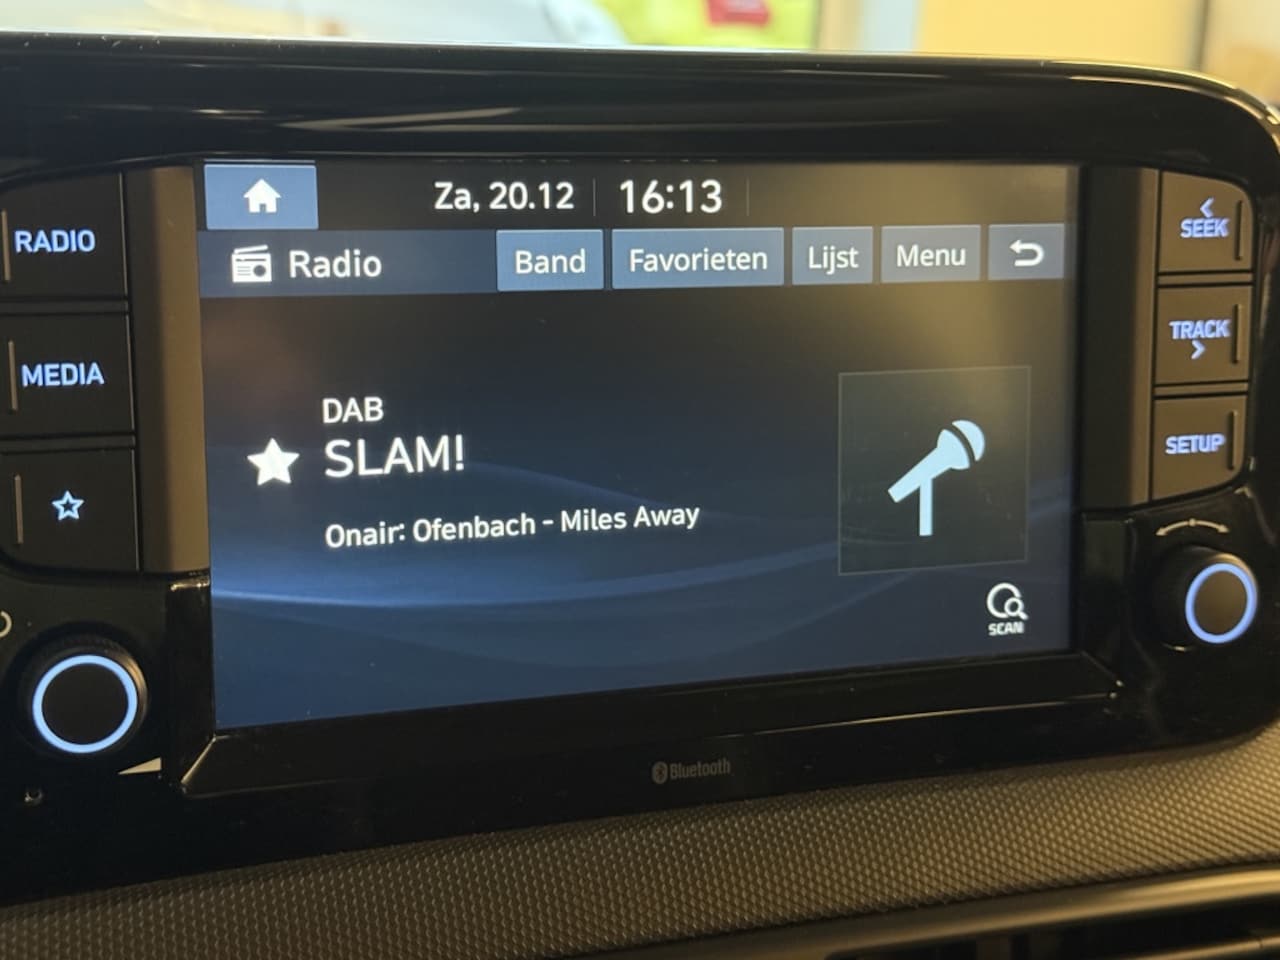 Za, 20.12 16:13
RADIO
Radio Band Favorieten Lijst Menu
SEEK
TRACK
MEDIA
DAB
SLAM!
Onair: Ofenbach - Miles Away
SETUP
SCAN
Bluetooth